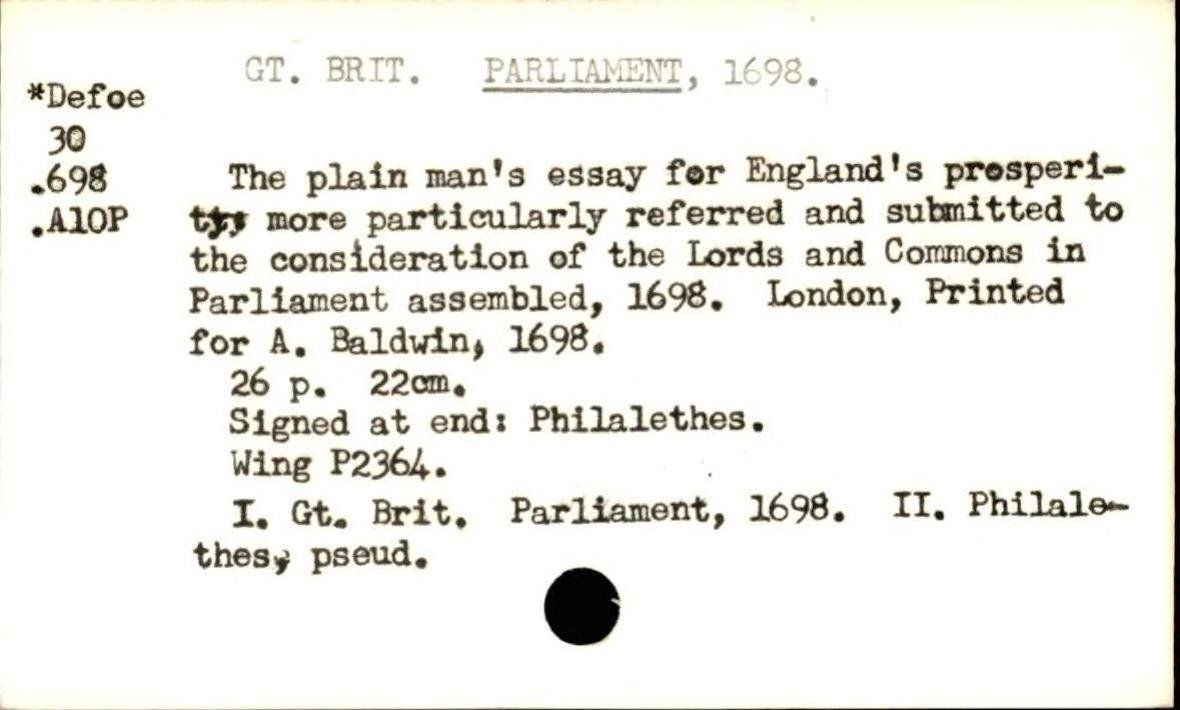 GT. BRIT. PARLIAMENT, 1698.
*Defoe
30
.698
.A10P
The plain man's essay for England's prosperi-
ty, more particularly referred and submitted to
the consideration of the Lords and Commons in
Parliament assembled, 1698. London, Printed
for A. Baldwin, 1698.
26 p. 22cm.
Signed at end: Philalethes.
Wing P2364.
I. Gt. Brit. Parliament, 1698. II. Philale-
thes, pseud.